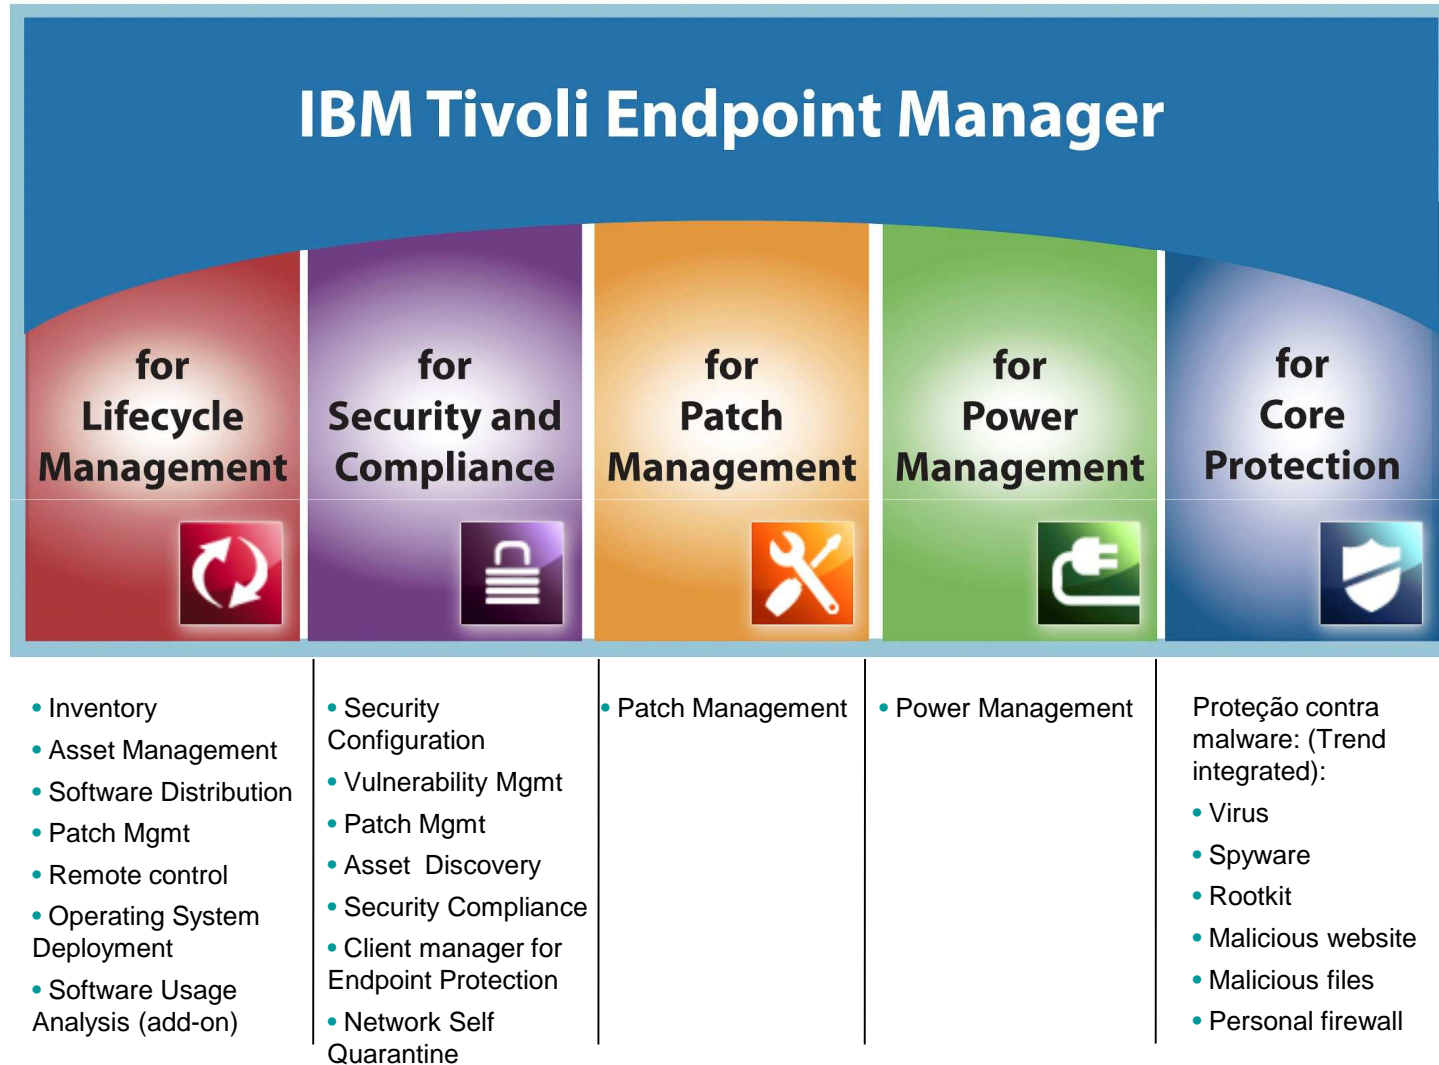 IBM Tivoli Endpoint Manager
for
Lifecycle
Management
for
Security and
Compliance
for
Patch
Management
for
Power
Management
for
Core
Protection
• Inventory
• Asset Management
• Software Distribution
• Patch Mgmt
• Remote control
• Operating System
Deployment
• Software Usage
Analysis (add-on)
• Security
Configuration
• Vulnerability Mgmt
• Patch Mgmt
• Asset  Discovery
• Security Compliance
• Client manager for
Endpoint Protection
• Network Self
Quarantine
• Patch Management
• Power Management
Proteção contra
malware: (Trend
integrated):
• Virus
• Spyware
• Rootkit
• Malicious website
• Malicious files
• Personal firewall